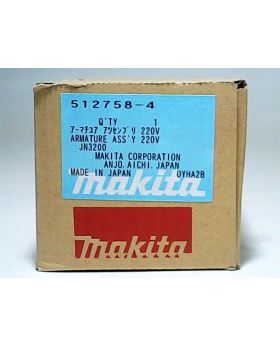 512758-4
Q'TY 1
アーマチュア アッセンブリ 220V
ARMATURE ASS'Y 220V
JN3200
MAKITA CORPORATION
ANJO, AICHI, JAPAN
MADE IN JAPAN OYHA2B
makita
makita